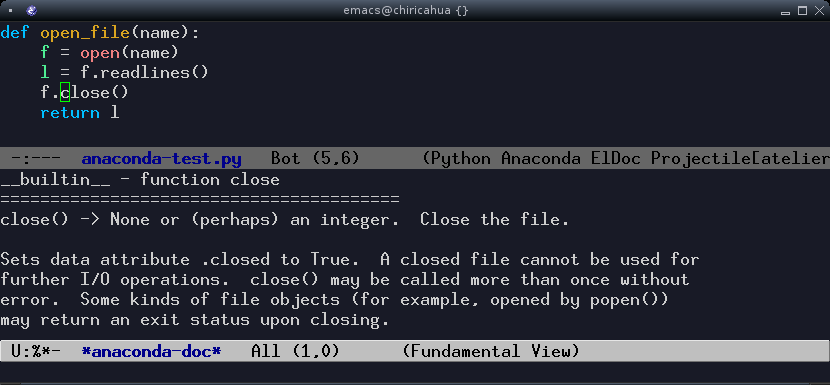 emacs@chiricahua {}
def open_file(name):
    f = open(name)
    l = f.readlines()
    f.close()
    return l
-:---  anaconda-test.py   Bot (5,6)      (Python Anaconda ElDoc Projectile[atelier
__builtin__ - function close
========================================
close() -> None or (perhaps) an integer.  Close the file.
Sets data attribute .closed to True.  A closed file cannot be used for
further I/O operations.  close() may be called more than once without
error.  Some kinds of file objects (for example, opened by popen())
may return an exit status upon closing.
U:%*-  *anaconda-doc*   All (1,0)      (Fundamental View)